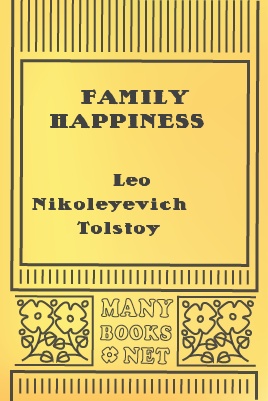 FAMILY
HAPPINESS
Leo
Nikoleyevich
Tolstoy
MANY
BOOKS
NET